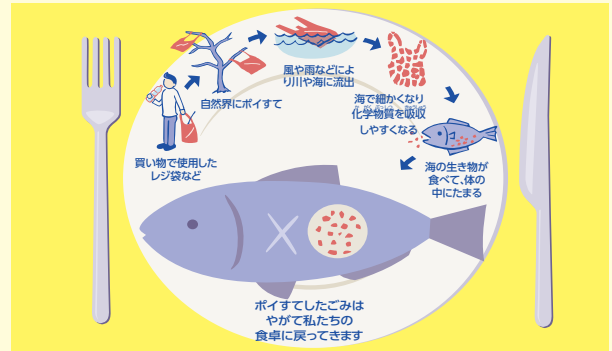 買い物で使用した
レジ袋など
自然界にポイすて
風や雨などによ
り川や海に流出
海で細かくなり
化学物質を吸収
しやすくなる
海の生き物が
食べて、体の
中にたまる
ポイすてしたごみは
やがて私たちの
食卓に戻ってきます